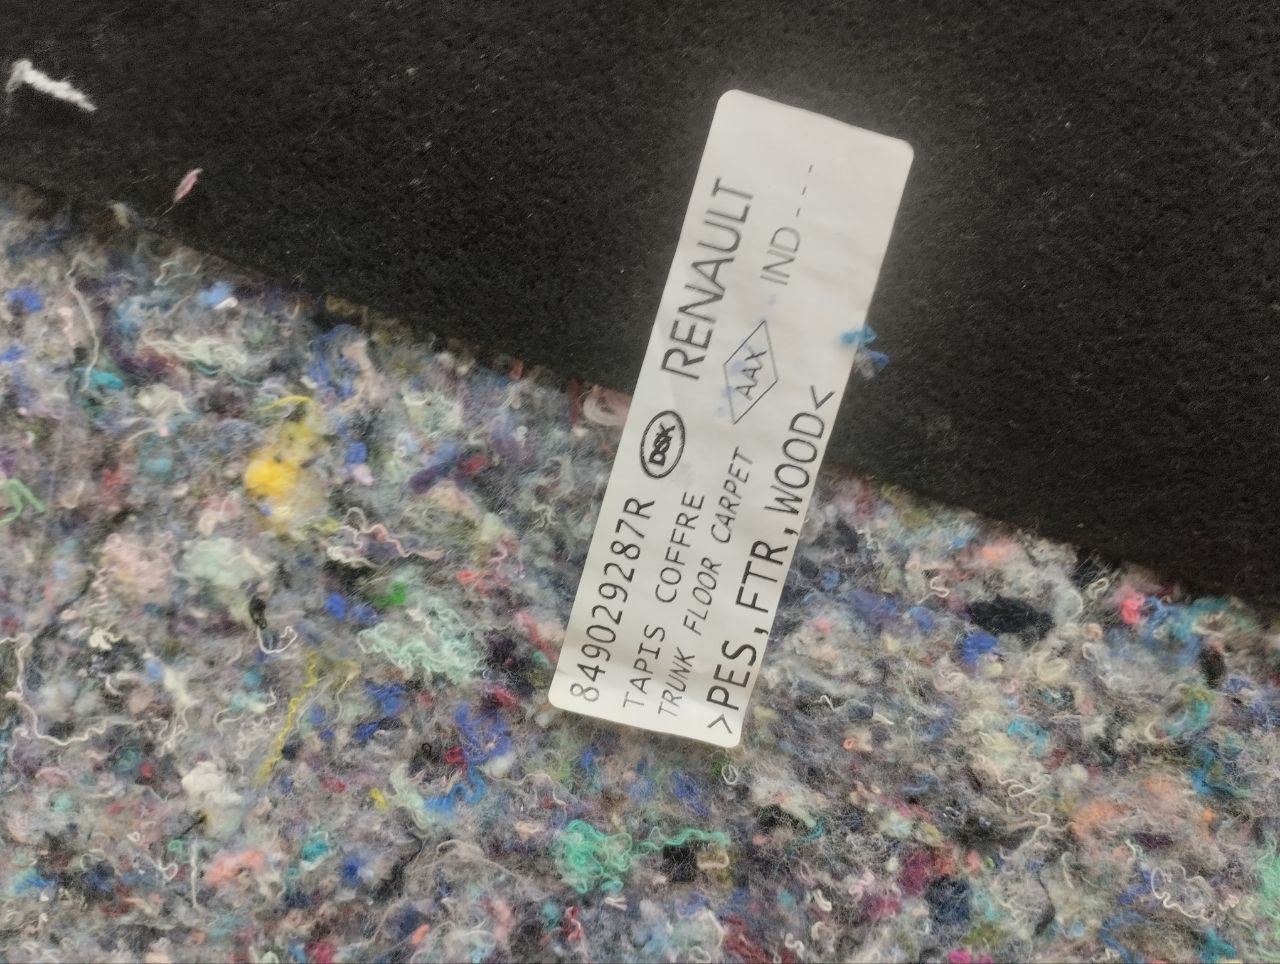 849029287R DSK RENAULT
TAPIS COFFRE AAX IND----
TRUNK FLOOR CARPET
>PES,FTR,WOOD<